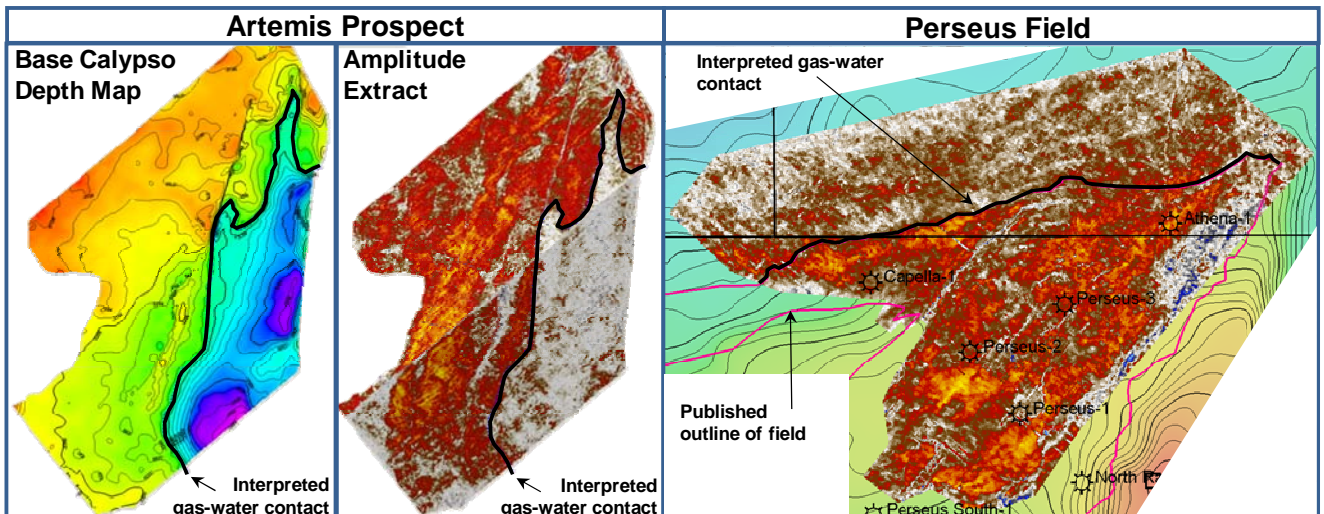 Artemis Prospect
Perseus Field
Base Calypso
Depth Map
Amplitude
Extract
Interpreted gas-water
contact
Athena-1
Capella-1
Perseus-3
Perseus-2
Published
outline of field
Perseus-1
Interpreted
gas-water contact
Interpreted
gas-water contact
North
Perseus South-1